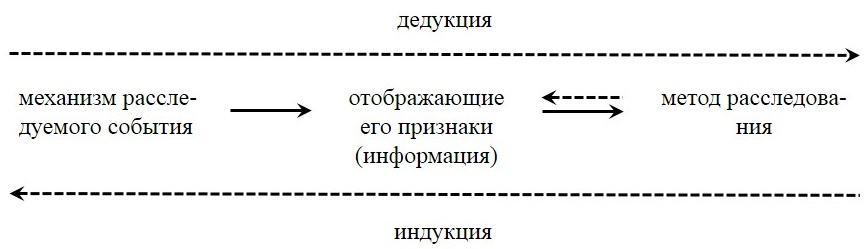 дедукция
механизм рассле-
дуемого события
отображающие
его признаки
(информация)
метод расследова-
ния
индукция